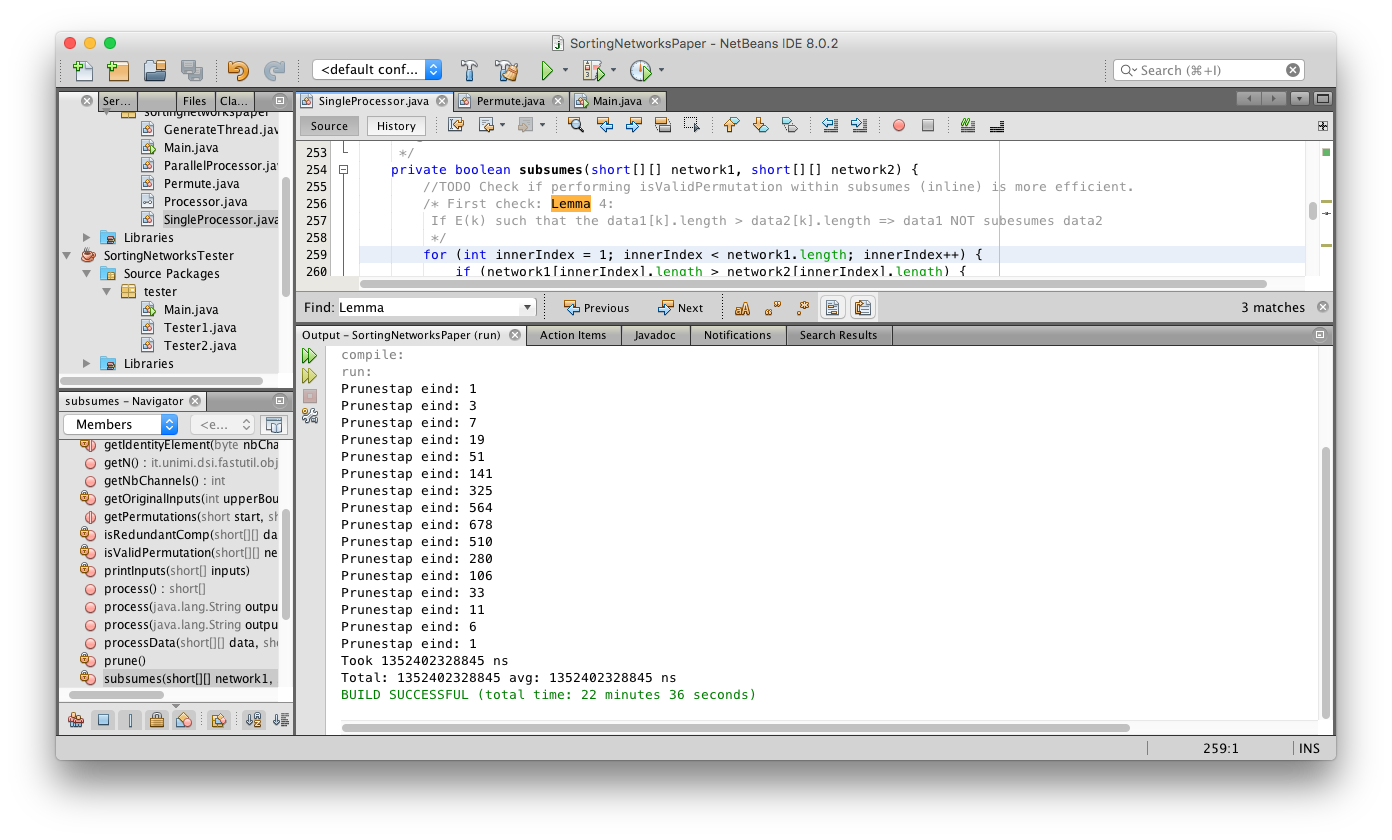 SortingNetworksPaper - NetBeans IDE 8.0.2
<default conf...
Search (⌘+I)
Ser...
Files
Cla...
sortingnetworkspaper
GenerateThread.jav
Main.java
ParallelProcessor.jav
Permute.java
Processor.java
SingleProcessor.java
Libraries
SortingNetworksTester
Source Packages
tester
Main.java
Tester1.java
Tester2.java
Libraries
subsumes - Navigator
Members
<e...
getIdentityElement(byte nbCha
getN() : it.unimi.dsi.fastutil.obj
getNbChannels() : int
getOriginalInputs(int upperBou
getPermutations(short start, sh
isRedundantComp(short[][] da
isValidPermutation(short[][] ne
printInputs(short[] inputs)
process() : short[]
process(java.lang.String outpu
process(java.lang.String outpu
processData(short[][] data, sho
prune()
subsumes(short[][] network1,
SingleProcessor.java
Permute.java
Main.java
Source
History
253 */
254 private boolean subsumes(short[][] network1, short[][] network2) {
255 //TODO Check if performing isValidPermutation within subsumes (inline) is more efficient.
256 /* First check: Lemma 4:
257 If E(k) such that the data1[k].length > data2[k].length => data1 NOT subesumes data2
258 */
259 for (int innerIndex = 1; innerIndex < network1.length; innerIndex++) {
260 if (network1[innerIndex].length > network2[innerIndex].length) {
Find: Lemma
Previous
Next
3 matches
Output - SortingNetworksPaper (run)
Action Items
Javadoc
Notifications
Search Results
compile:
run:
Prunestap eind: 1
Prunestap eind: 3
Prunestap eind: 7
Prunestap eind: 19
Prunestap eind: 51
Prunestap eind: 141
Prunestap eind: 325
Prunestap eind: 564
Prunestap eind: 678
Prunestap eind: 510
Prunestap eind: 280
Prunestap eind: 106
Prunestap eind: 33
Prunestap eind: 11
Prunestap eind: 6
Prunestap eind: 1
Took 1352402328845 ns
Total: 1352402328845 avg: 1352402328845 ns
BUILD SUCCESSFUL (total time: 22 minutes 36 seconds)
259:1
INS